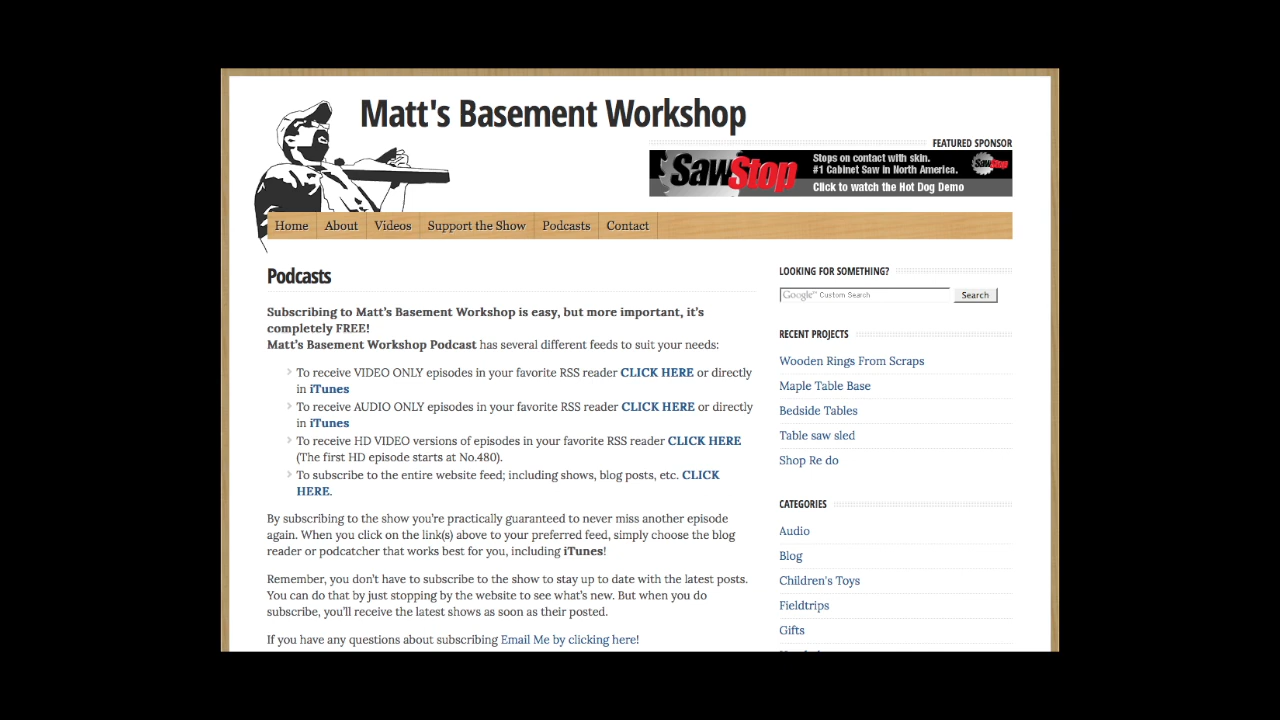 Matt's Basement Workshop
FEATURED SPONSOR
SawStop
Stops on contact with skin.
#1 Cabinet Saw in North America.
Click to watch the Hot Dog Demo
SawStop
Home About Videos Support the Show Podcasts Contact
Podcasts
Subscribing to Matt's Basement Workshop is easy, but more important, it's
completely FREE!
Matt's Basement Workshop Podcast has several different feeds to suit your needs:
To receive VIDEO ONLY episodes in your favorite RSS reader CLICK HERE or directly
in iTunes
To receive AUDIO ONLY episodes in your favorite RSS reader CLICK HERE or directly
in iTunes
To receive HD VIDEO versions of episodes in your favorite RSS reader CLICK HERE
(The first HD episode starts at No.480).
To subscribe to the entire website feed; including shows, blog posts, etc. CLICK
HERE.
By subscribing to the show you're practically guaranteed to never miss another episode
again. When you click on the link(s) above to your preferred feed, simply choose the blog
reader or podcatcher that works best for you, including iTunes!
Remember, you don't have to subscribe to the show to stay up to date with the latest posts.
You can do that by just stopping by the website to see what's new. But when you do
subscribe, you'll receive the latest shows as soon as their posted.
If you have any questions about subscribing Email Me by clicking here!
LOOKING FOR SOMETHING?
Google™ Custom Search Search
RECENT PROJECTS
Wooden Rings From Scraps
Maple Table Base
Bedside Tables
Table saw sled
Shop Re do
CATEGORIES
Audio
Blog
Children's Toys
Fieldtrips
Gifts